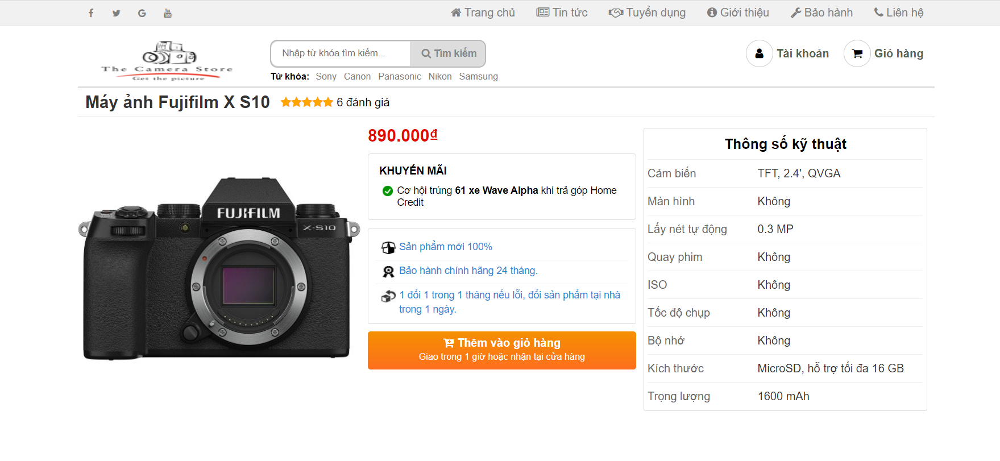 Trang chủ Tin tức Tuyển dụng Giới thiệu Bảo hành Liên hệ
The Camera Store
Get the picture
Nhập từ khóa tìm kiếm...
Tìm kiếm
Từ khóa: Sony Canon Panasonic Nikon Samsung
Tài khoản
Giỏ hàng
Máy ảnh Fujifilm X S10
6 đánh giá
FUJIFILM
X-S10
890.000₫
KHUYẾN MÃI
Cơ hội trúng 61 xe Wave Alpha khi trả góp Home
Credit
Sản phẩm mới 100%
Bảo hành chính hãng 24 tháng.
1 đổi 1 trong 1 tháng nếu lỗi, đổi sản phẩm tại nhà
trong 1 ngày.
Thêm vào giỏ hàng
Giao trong 1 giờ hoặc nhận tại cửa hàng
Thông số kỹ thuật
Cảm biến TFT, 2.4', QVGA
Màn hình Không
Lấy nét tự động 0.3 MP
Quay phim Không
ISO Không
Tốc độ chụp Không
Bộ nhớ Không
Kích thước MicroSD, hỗ trợ tối đa 16 GB
Trọng lượng 1600 mAh